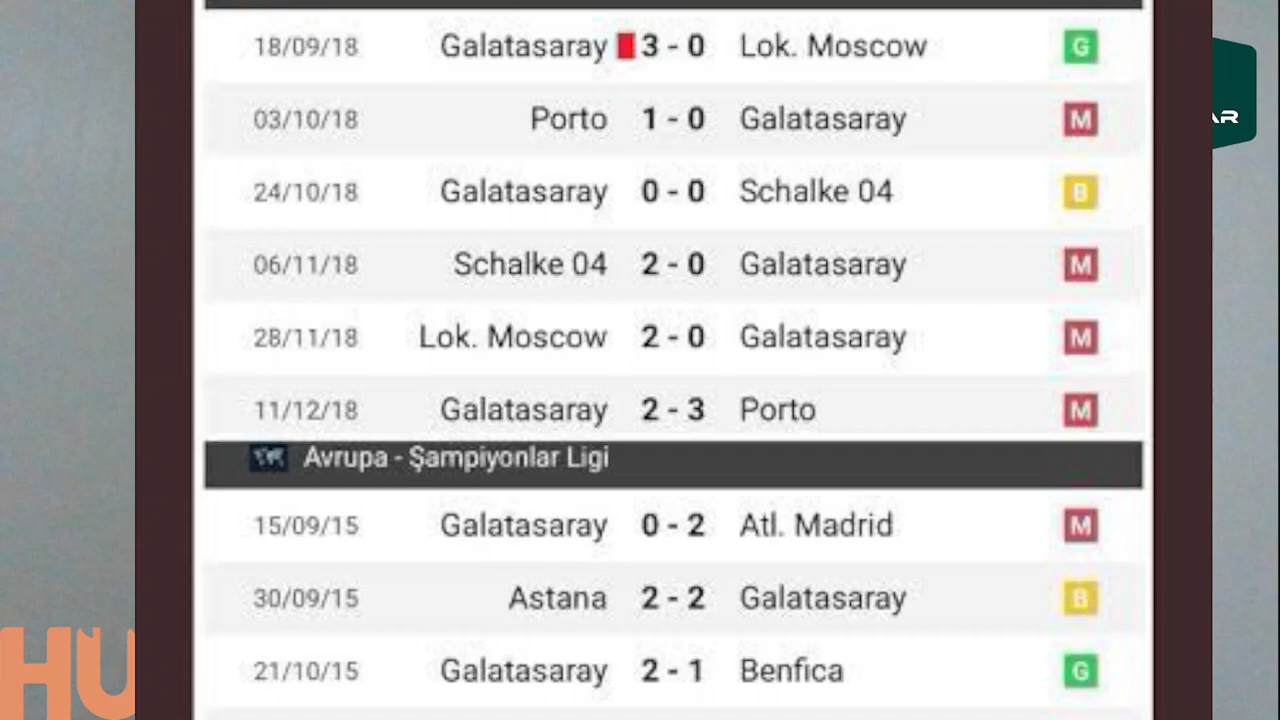 18/09/18 Galatasaray 3 - 0 Lok. Moscow G
03/10/18 Porto 1 - 0 Galatasaray M
24/10/18 Galatasaray 0 - 0 Schalke 04 B
06/11/18 Schalke 04 2 - 0 Galatasaray M
28/11/18 Lok. Moscow 2 - 0 Galatasaray M
11/12/18 Galatasaray 2 - 3 Porto M
Avrupa - Şampiyonlar Ligi
15/09/15 Galatasaray 0 - 2 Atl. Madrid M
30/09/15 Astana 2 - 2 Galatasaray B
21/10/15 Galatasaray 2 - 1 Benfica G
AR
HU